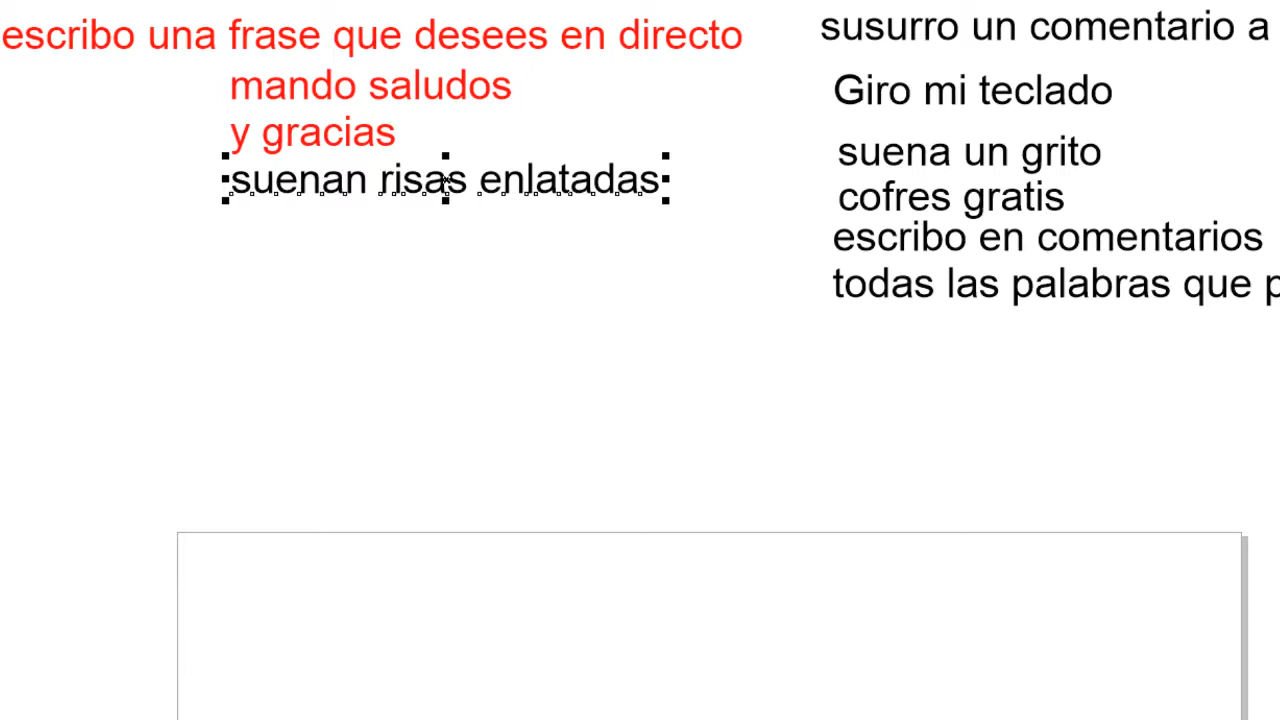 escribo una frase que desees en directo
mando saludos
y gracias
suenan risas enlatadas
susurro un comentario a
Giro mi teclado
suena un grito
cofres gratis
escribo en comentarios
todas las palabras que